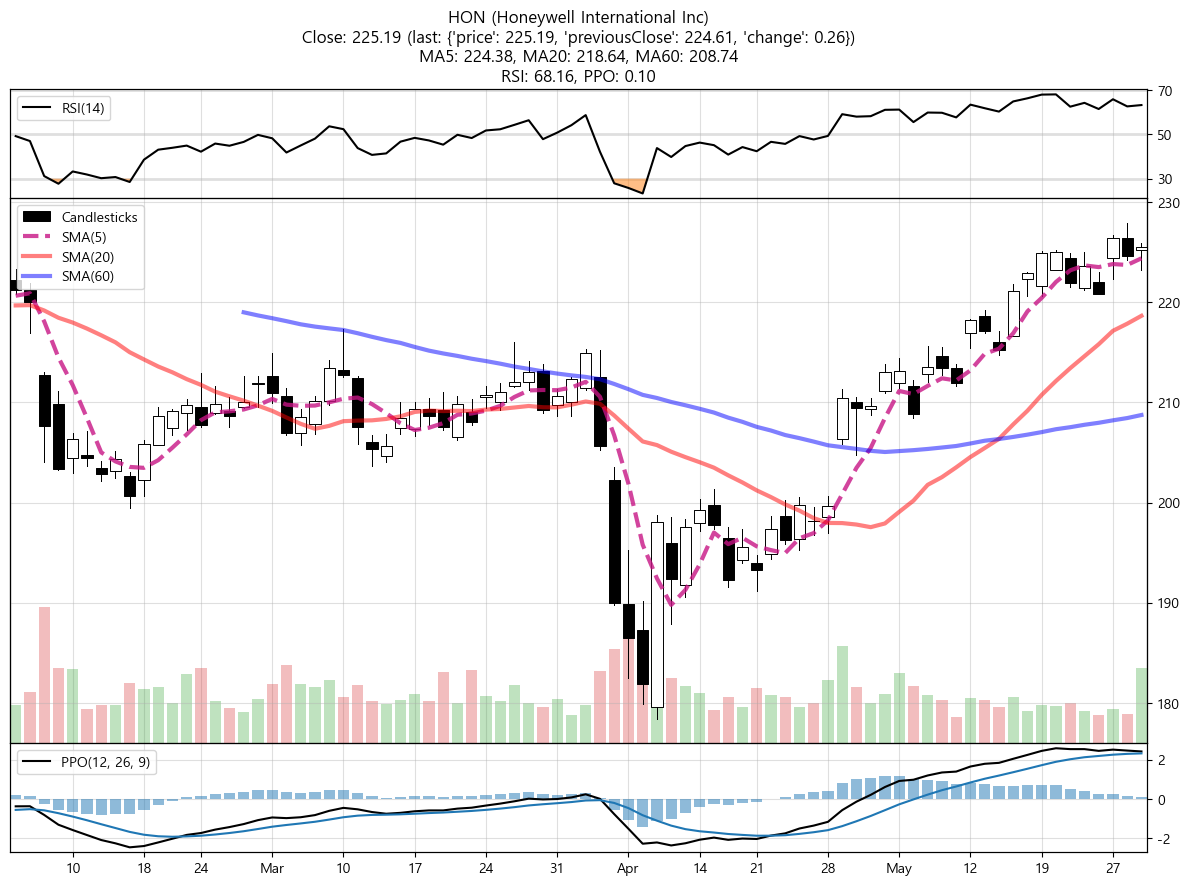 HON (Honeywell International Inc)
Close: 225.19 (last: {'price': 225.19, 'previousClose': 224.61, 'change': 0.26})
MA5: 224.38, MA20: 218.64, MA60: 208.74
RSI: 68.16, PPO: 0.10
RSI(14)
70
50
30
Candlesticks
SMA(5)
SMA(20)
SMA(60)
230
220
210
200
190
180
PPO(12, 26, 9)
2
0
-2
10 18 24 Mar 10 17 24 31 Apr 14 21 28 May 12 19 27